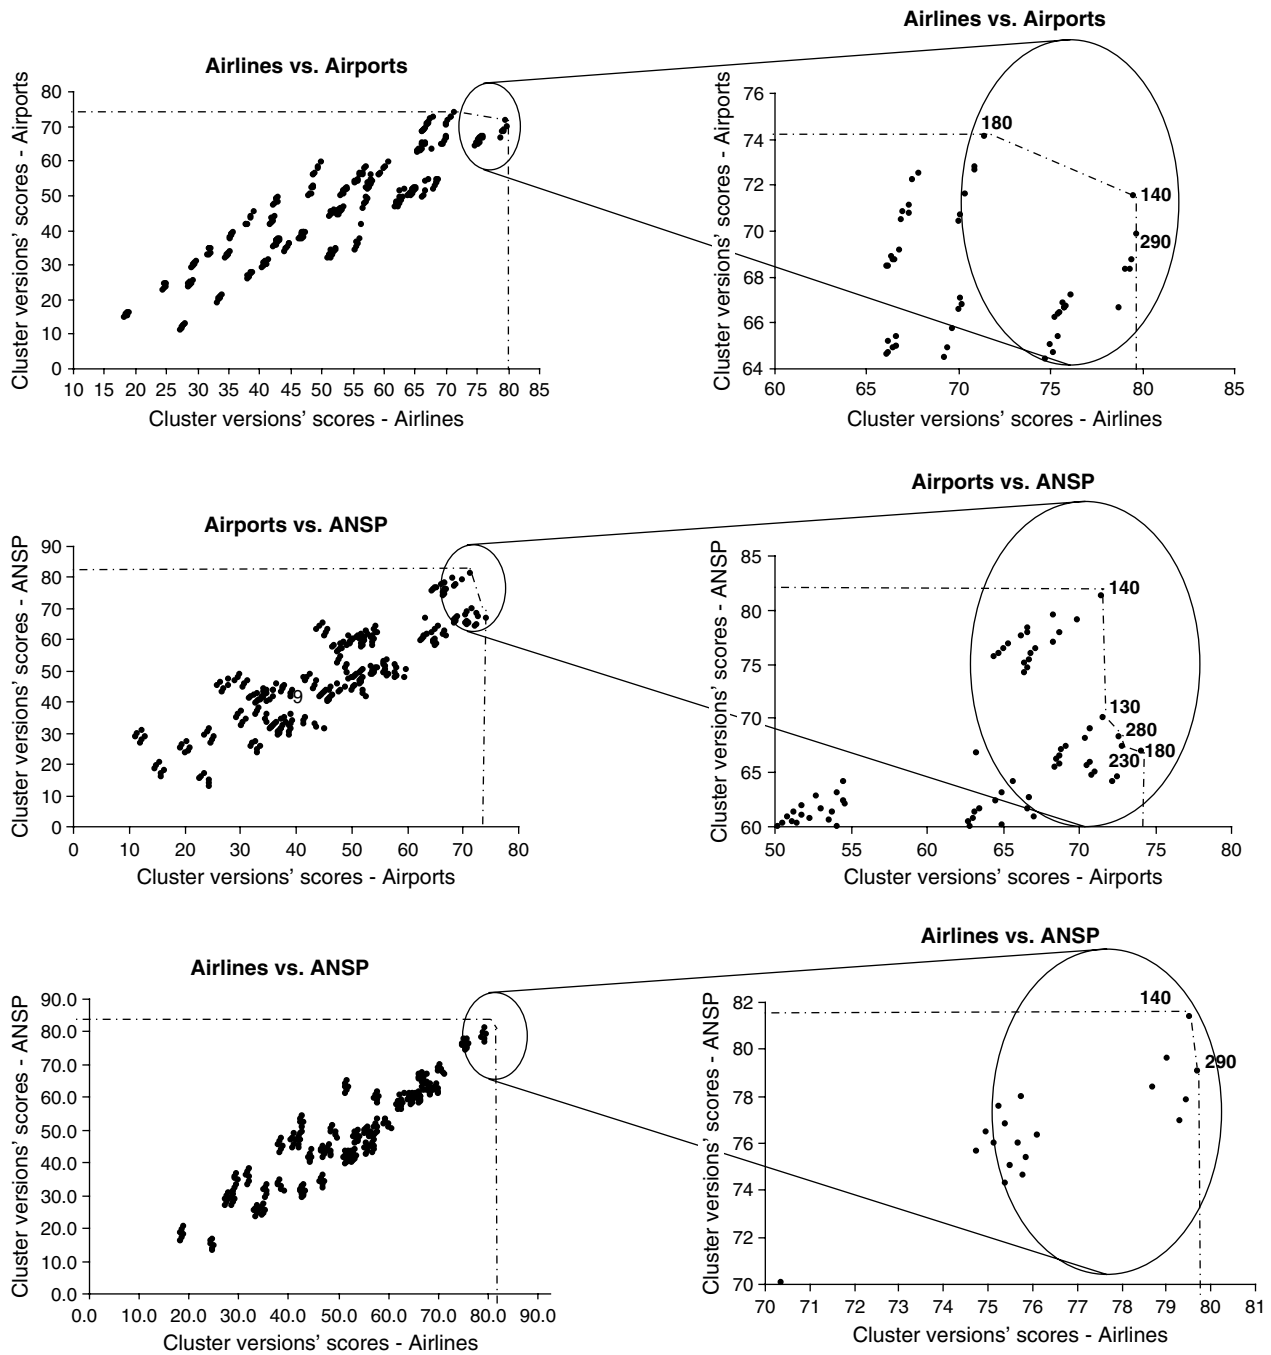 Airlines vs. Airports
Cluster versions’ scores - Airports
80
70
60
50
40
30
20
10
0
10 15 20 25 30 35 40 45 50 55 60 65 70 75 80 85
Cluster versions’ scores - Airlines
Airlines vs. Airports
Cluster versions’ scores - Airports
76
74
72
70
68
66
64
180
140
290
60 65 70 75 80 85
Cluster versions’ scores - Airlines
Airports vs. ANSP
Cluster versions’ scores - ANSP
90
80
70
60
50
40
30
20
10
0
9
0 10 20 30 40 50 60 70 80
Cluster versions’ scores - Airports
Airports vs. ANSP
Cluster versions’ scores - ANSP
85
80
75
70
65
60
140
130
280
180
230
50 55 60 65 70 75 80
Cluster versions’ scores - Airports
Airlines vs. ANSP
Cluster versions’ scores - ANSP
90.0
80.0
70.0
60.0
50.0
40.0
30.0
20.0
10.0
0.0
0.0 10.0 20.0 30.0 40.0 50.0 60.0 70.0 80.0 90.0
Cluster versions’ scores - Airlines
Airlines vs. ANSP
Cluster versions’ scores - ANSP
82
80
78
76
74
72
70
140
290
70 71 72 73 74 75 76 77 78 79 80 81
Cluster versions’ scores - Airlines